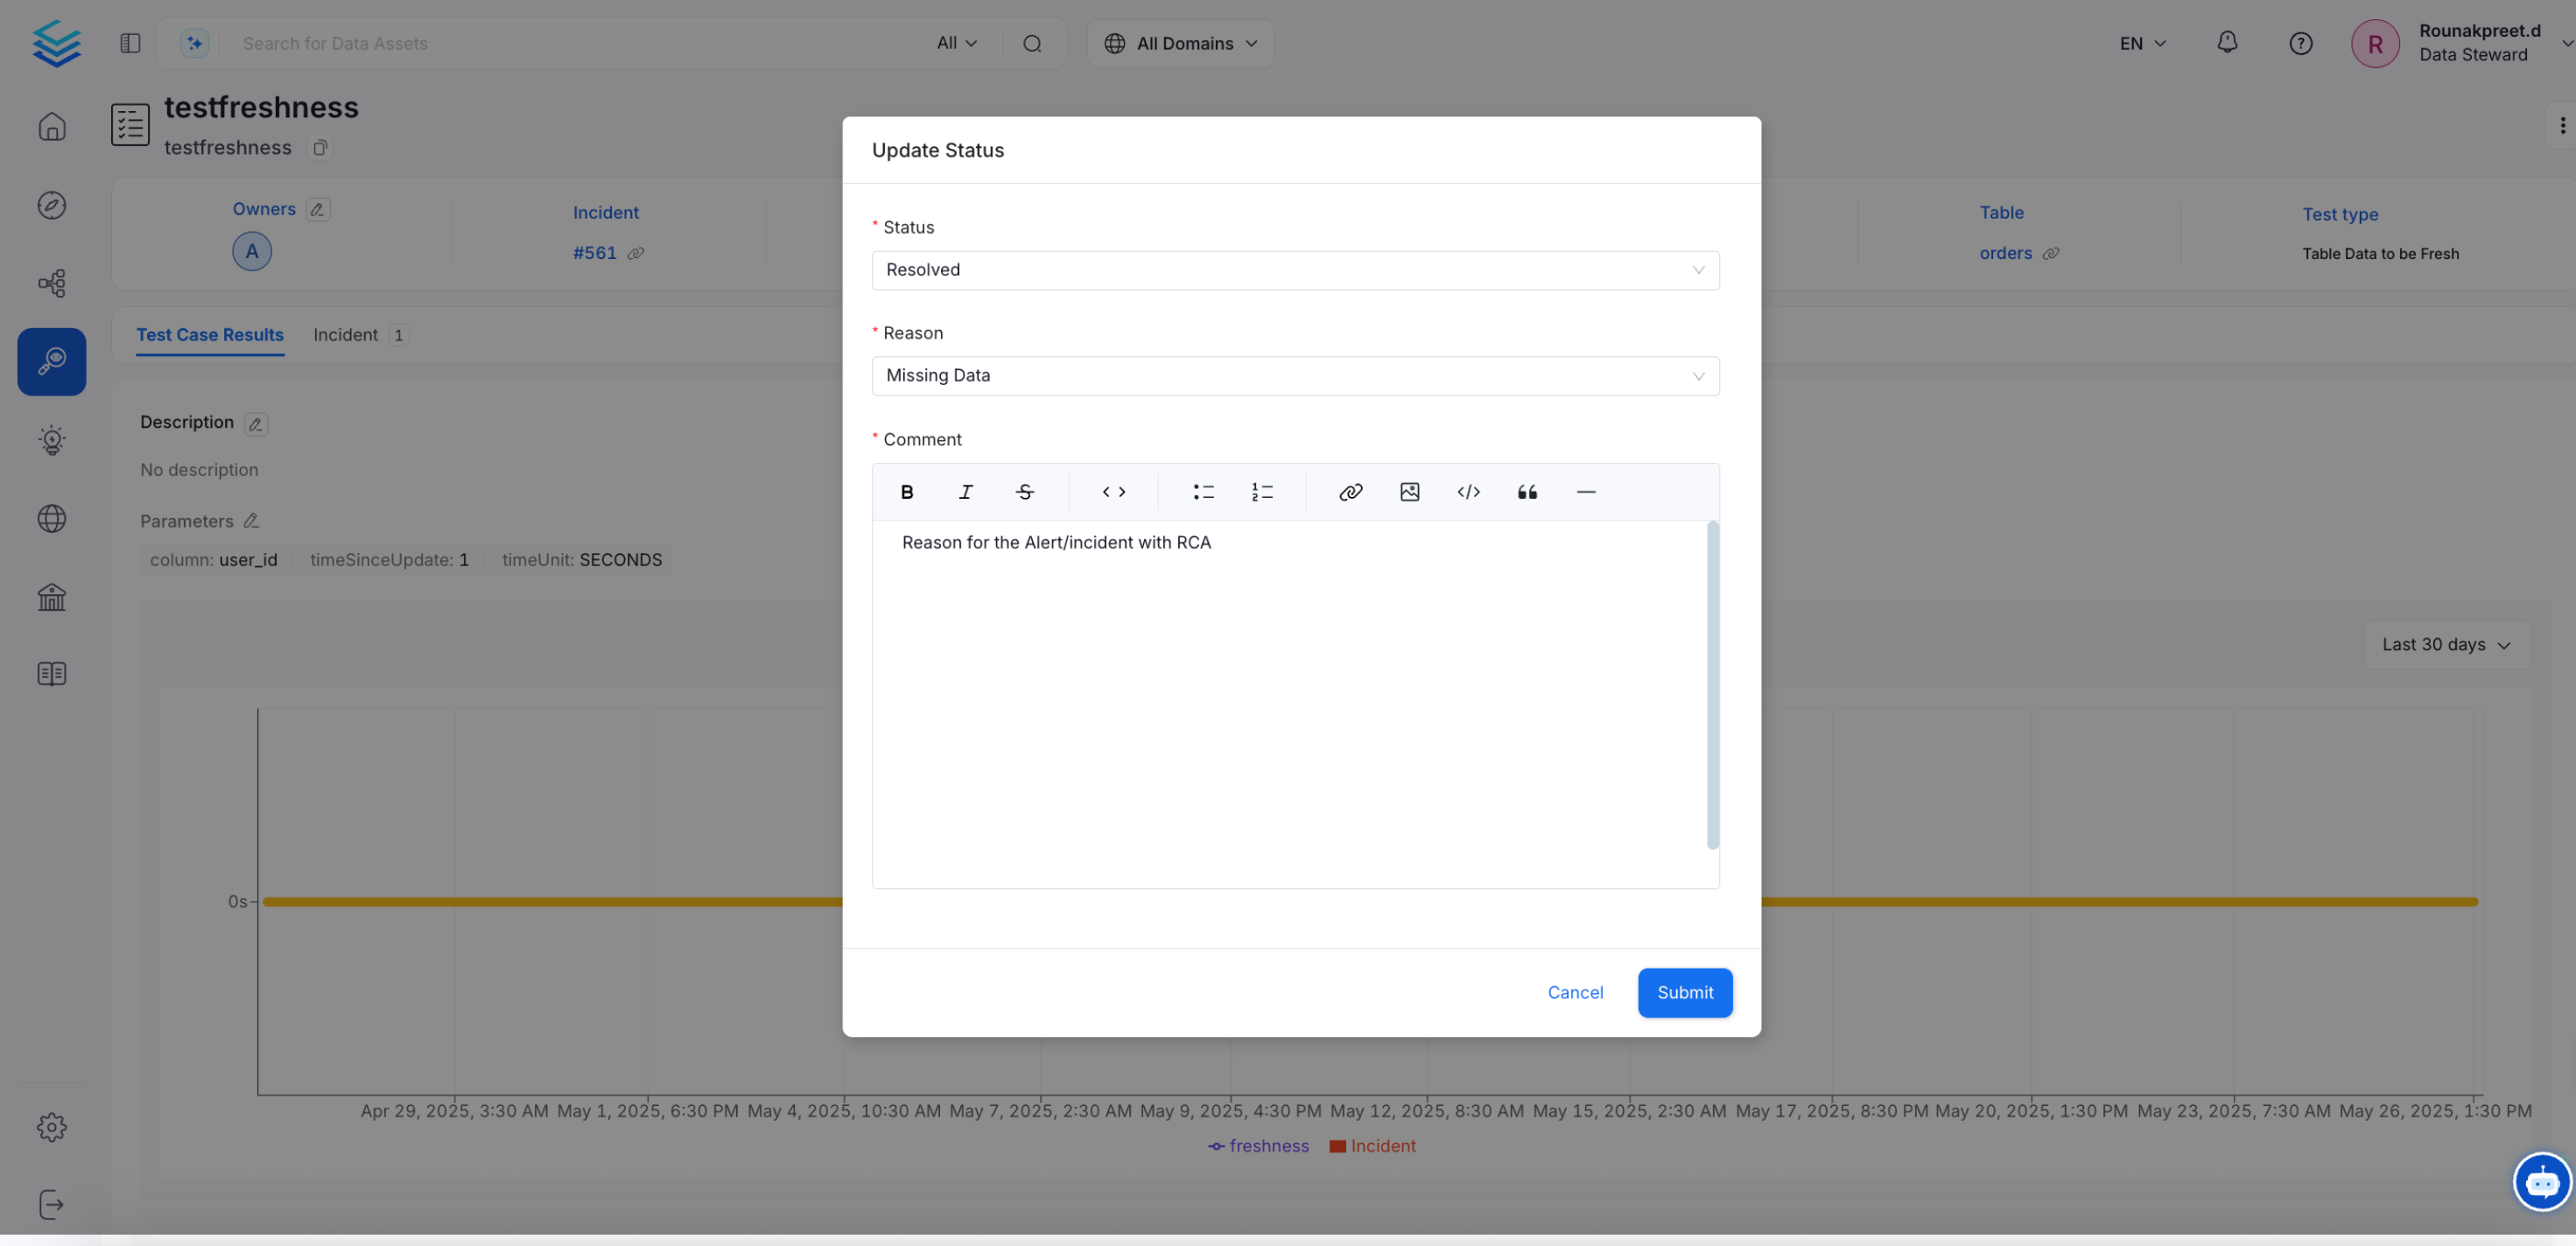 Search for Data Assets
All
All Domains
EN
R
Rounakpreet.d
Data Steward
testfreshness
testfreshness
Owners
A
Incident
#561
Table
orders
Test type
Table Data to be Fresh
Test Case Results
Incident 1
Description
No description
Parameters
column: user_id
timeSinceUpdate: 1
timeUnit: SECONDS
Last 30 days
Update Status
* Status
Resolved
* Reason
Missing Data
* Comment
Reason for the Alert/incident with RCA
Cancel
Submit
0s
Apr 29, 2025, 3:30 AM
May 1, 2025, 6:30 PM
May 4, 2025, 10:30 AM
May 7, 2025, 2:30 AM
May 9, 2025, 4:30 PM
May 12, 2025, 8:30 AM
May 15, 2025, 2:30 AM
May 17, 2025, 8:30 PM
May 20, 2025, 1:30 PM
May 23, 2025, 7:30 AM
May 26, 2025, 1:30 PM
freshness
Incident